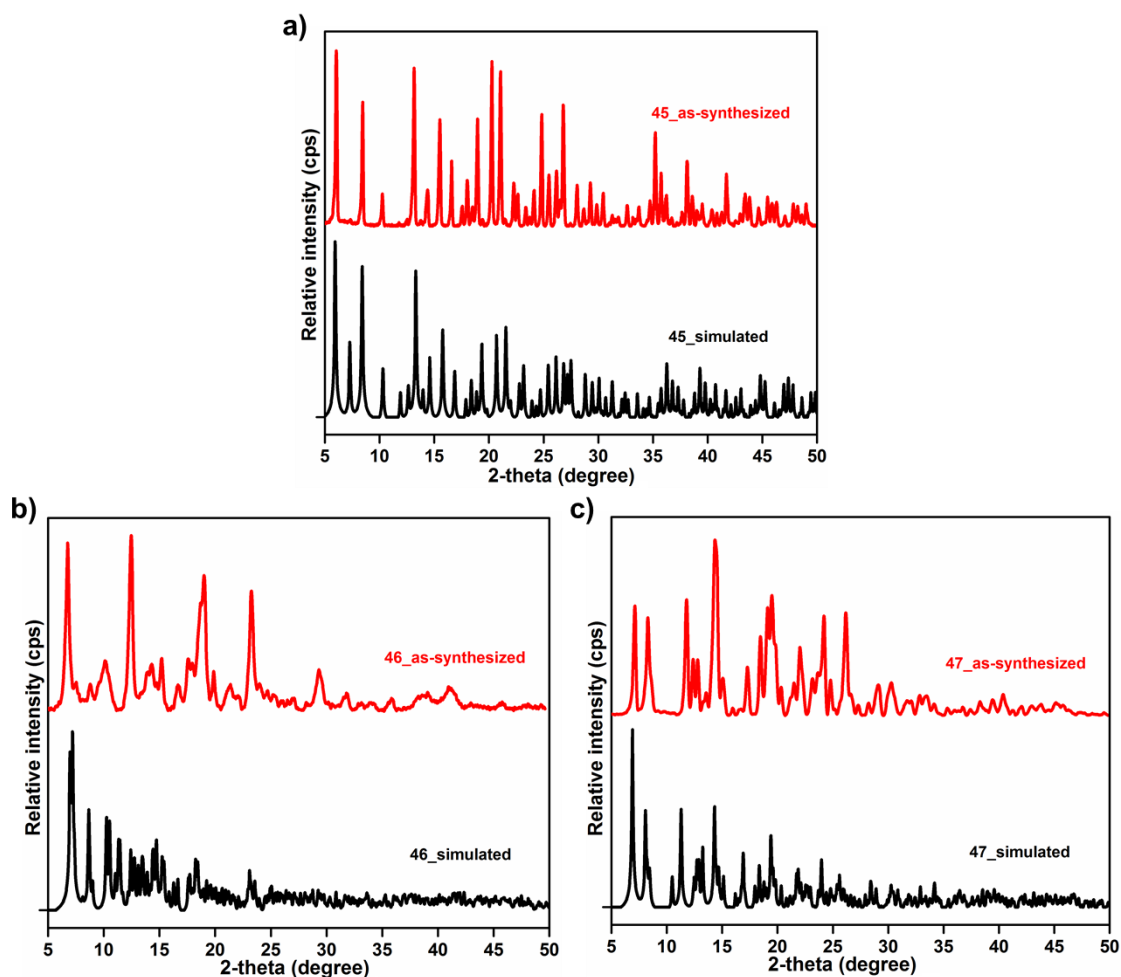 a)
Relative intensity (cps)
45_as-synthesized
45_simulated
5 10 15 20 25 30 35 40 45 50
2-theta (degree)
b)
Relative intensity (cps)
46_as-synthesized
46_simulated
5 10 15 20 25 30 35 40 45 50
2-theta (degree)
c)
Relative intensity (cps)
47_as-synthesized
47_simulated
5 10 15 20 25 30 35 40 45 50
2-theta (degree)